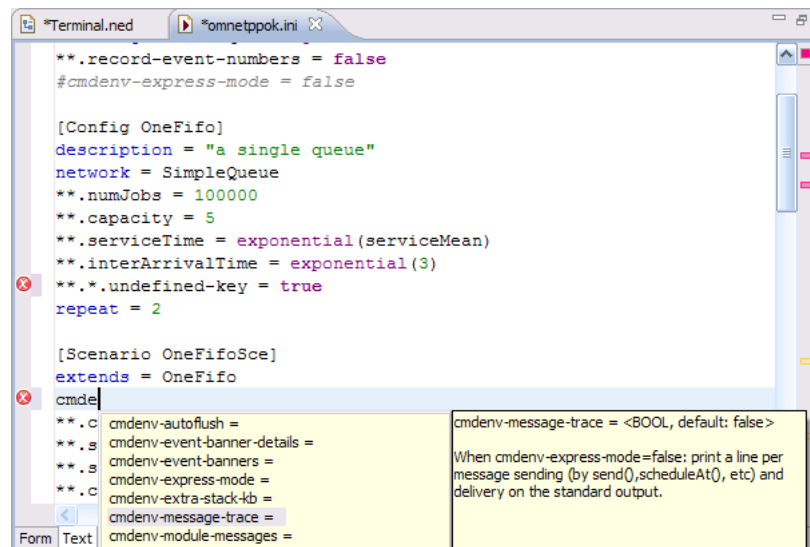 *Terminal.ned
*omnetppok.ini
**.record-event-numbers = false
#cmdenv-express-mode = false
[Config OneFifo]
description = "a single queue"
network = SimpleQueue
**.numJobs = 100000
**.capacity = 5
**.serviceTime = exponential(serviceMean)
**.interArrivalTime = exponential(3)
**.*.undefined-key = true
repeat = 2
[Scenario OneFifoSce]
extends = OneFifo
cmde
**.c
**.s
**.s
**.c
cmdenv-autoflush =
cmdenv-event-banner-details =
cmdenv-event-banners =
cmdenv-express-mode =
cmdenv-extra-stack-kb =
cmdenv-message-trace =
cmdenv-module-messages =
cmdenv-message-trace = <BOOL, default: false>
When cmdenv-express-mode=false: print a line per
message sending (by send(),scheduleAt(), etc) and
delivery on the standard output.
Form Text